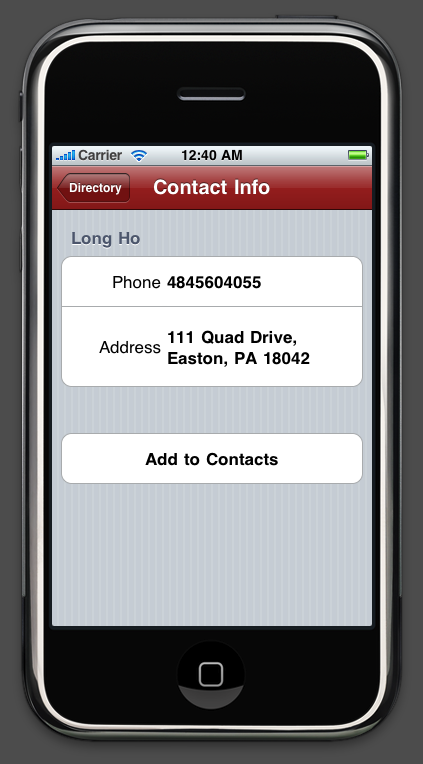 Carrier 12:40 AM
Directory Contact Info
Long Ho
Phone 4845604055
Address 111 Quad Drive,
Easton, PA 18042
Add to Contacts